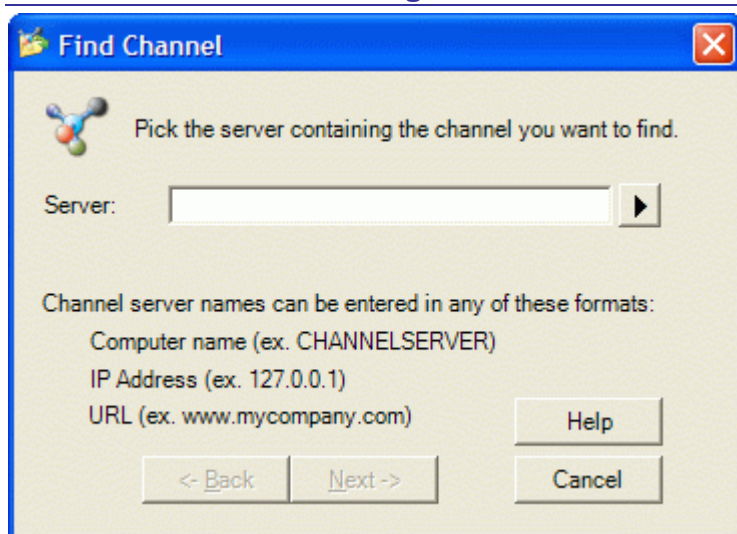 Find Channel
Pick the server containing the channel you want to find.
Server:
Channel server names can be entered in any of these formats:
Computer name (ex. CHANNELSERVER)
IP Address (ex. 127.0.0.1)
URL (ex. www.mycompany.com)
Help
<- Back Next -> Cancel